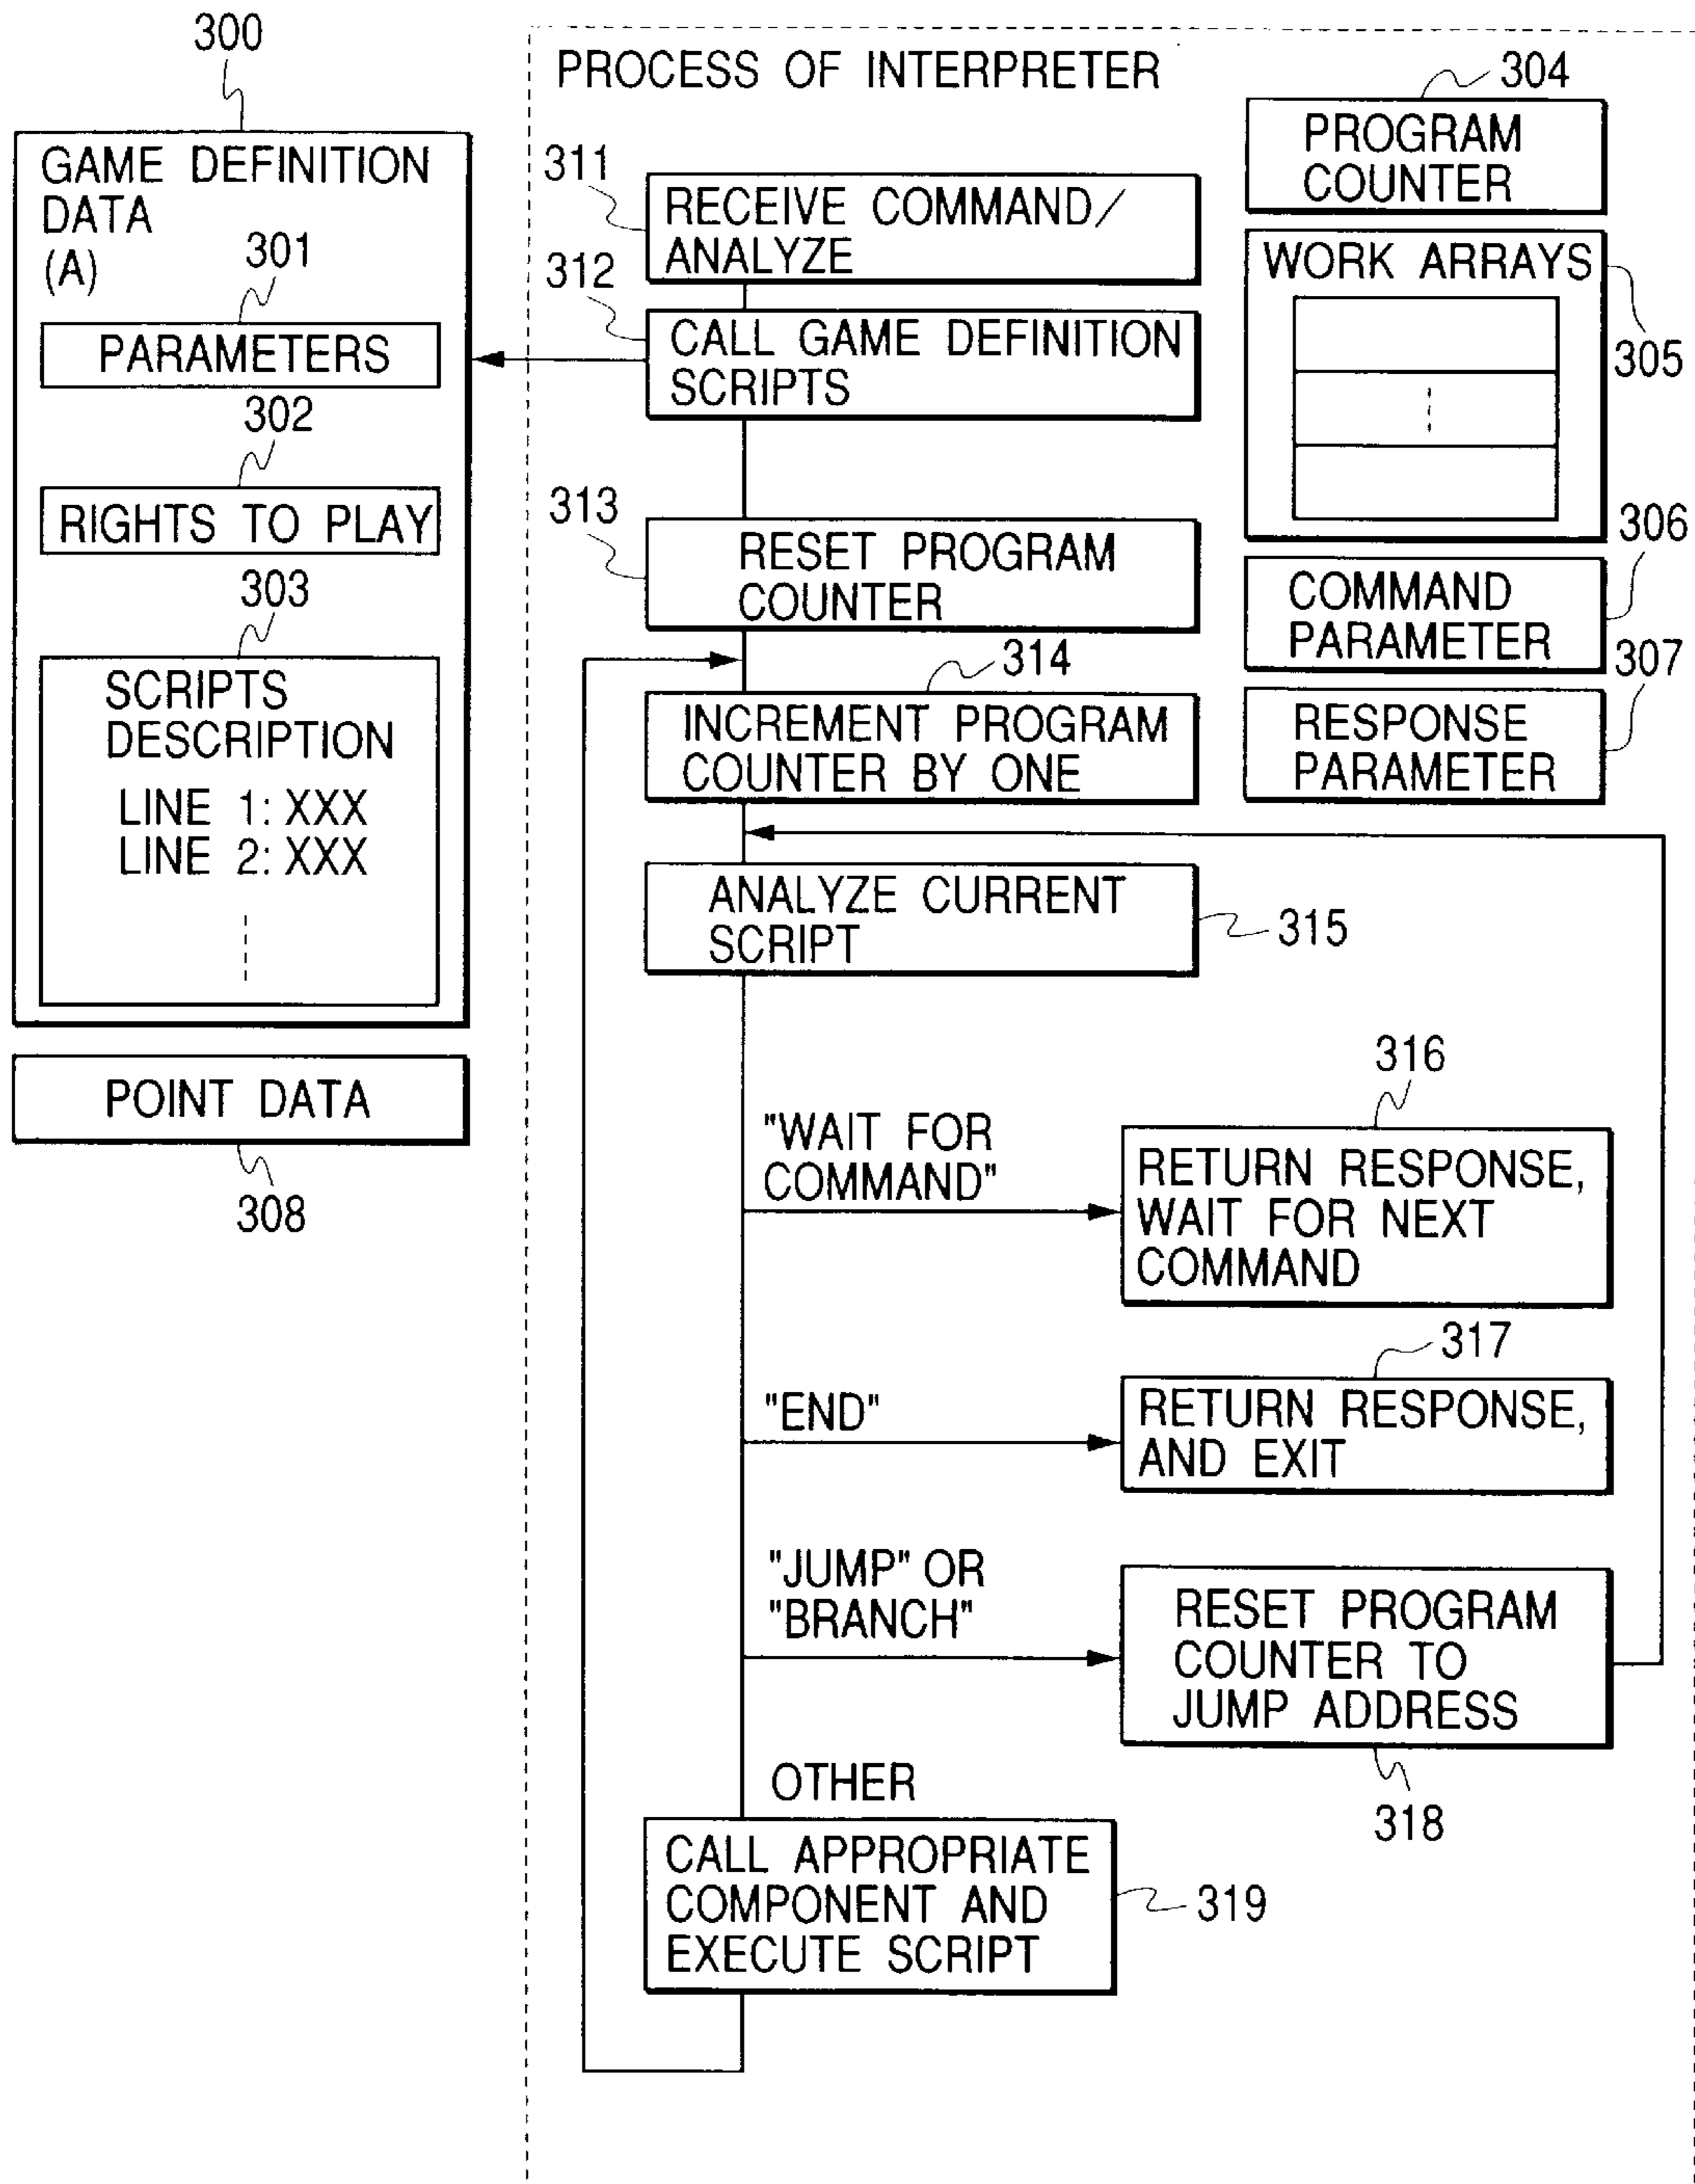 300
GAME DEFINITION
DATA
(A)
301
PARAMETERS
302
RIGHTS TO PLAY
303
SCRIPTS
DESCRIPTION
LINE 1: XXX
LINE 2: XXX
POINT DATA
308
PROCESS OF INTERPRETER
304
PROGRAM
COUNTER
311
RECEIVE COMMAND/
ANALYZE
WORK ARRAYS
305
312
CALL GAME DEFINITION
SCRIPTS
313
RESET PROGRAM
COUNTER
306
COMMAND
PARAMETER
307
RESPONSE
PARAMETER
314
INCREMENT PROGRAM
COUNTER BY ONE
ANALYZE CURRENT
SCRIPT
315
"WAIT FOR
COMMAND"
316
RETURN RESPONSE,
WAIT FOR NEXT
COMMAND
"END"
317
RETURN RESPONSE,
AND EXIT
"JUMP" OR
"BRANCH"
RESET PROGRAM
COUNTER TO
JUMP ADDRESS
318
OTHER
CALL APPROPRIATE
COMPONENT AND
EXECUTE SCRIPT
319